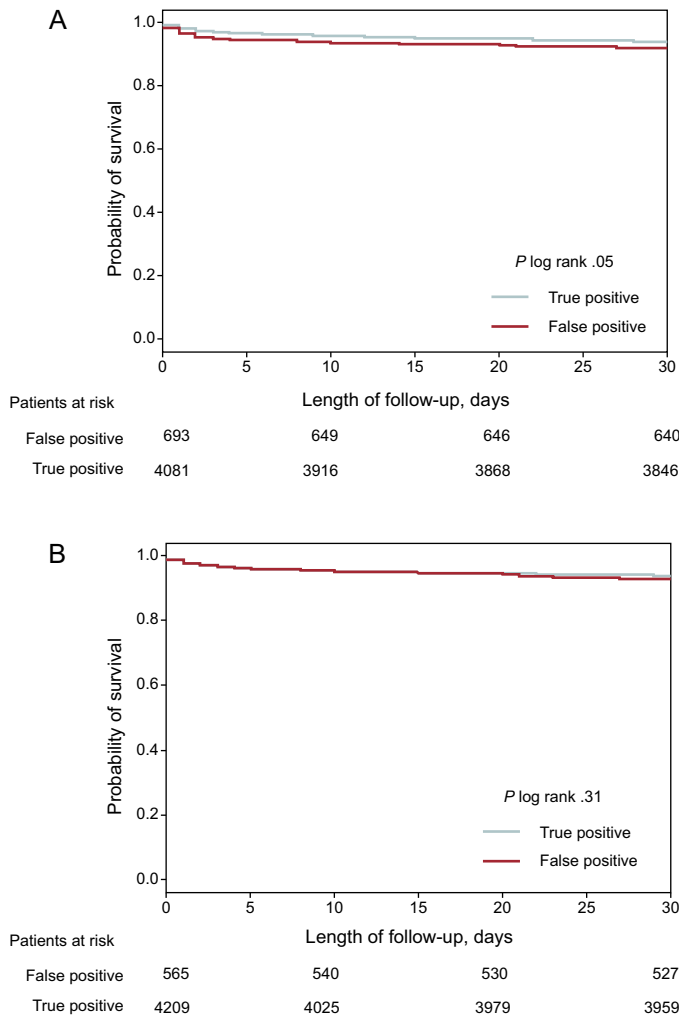 A
Probability of survival
1.0
0.8
0.6
0.4
0.2
0.0
P log rank .05
True positive
False positive
0 5 10 15 20 25 30
Length of follow-up, days
Patients at risk
False positive 693 649 646 640
True positive 4081 3916 3868 3846
B
Probability of survival
1.0
0.8
0.6
0.4
0.2
0.0
P log rank .31
True positive
False positive
0 5 10 15 20 25 30
Length of follow-up, days
Patients at risk
False positive 565 540 530 527
True positive 4209 4025 3979 3959